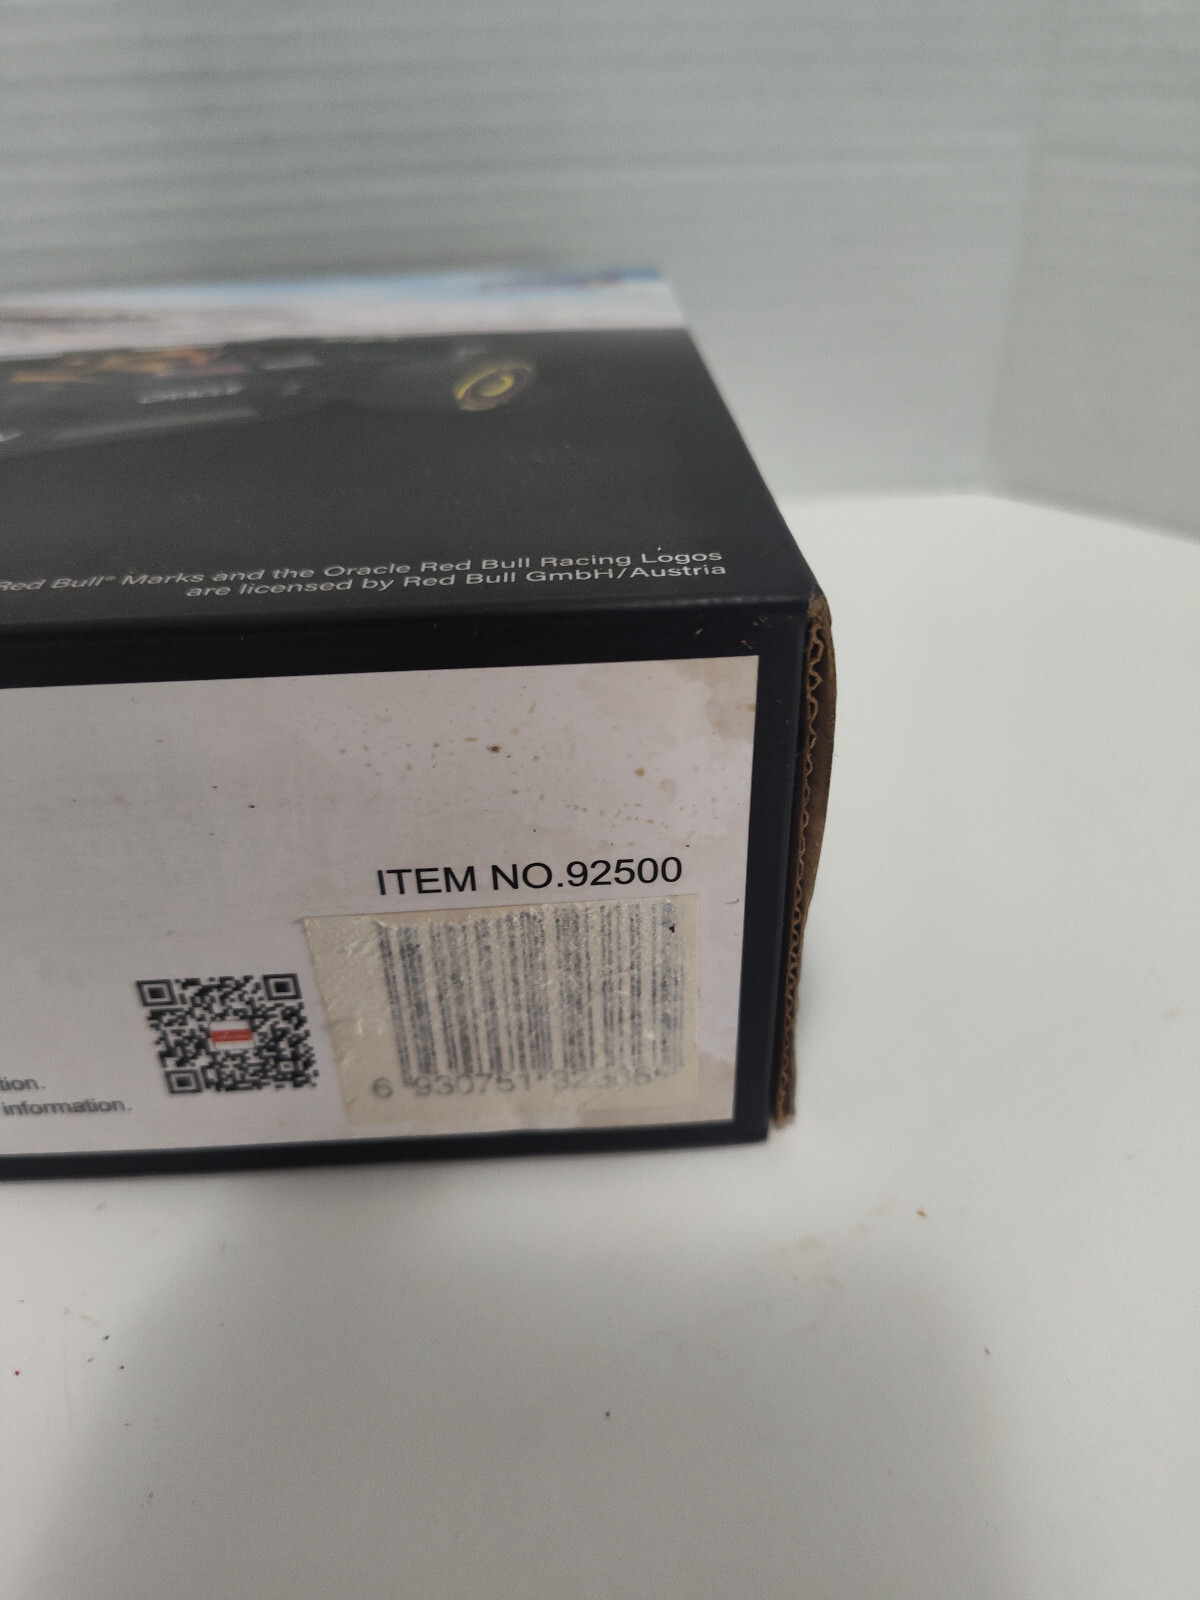 Red Bull® Marks and the Oracle Red Bull Racing Logos
are licensed by Red Bull GmbH/Austria
ITEM NO.92500
6 930751
tion.
information.